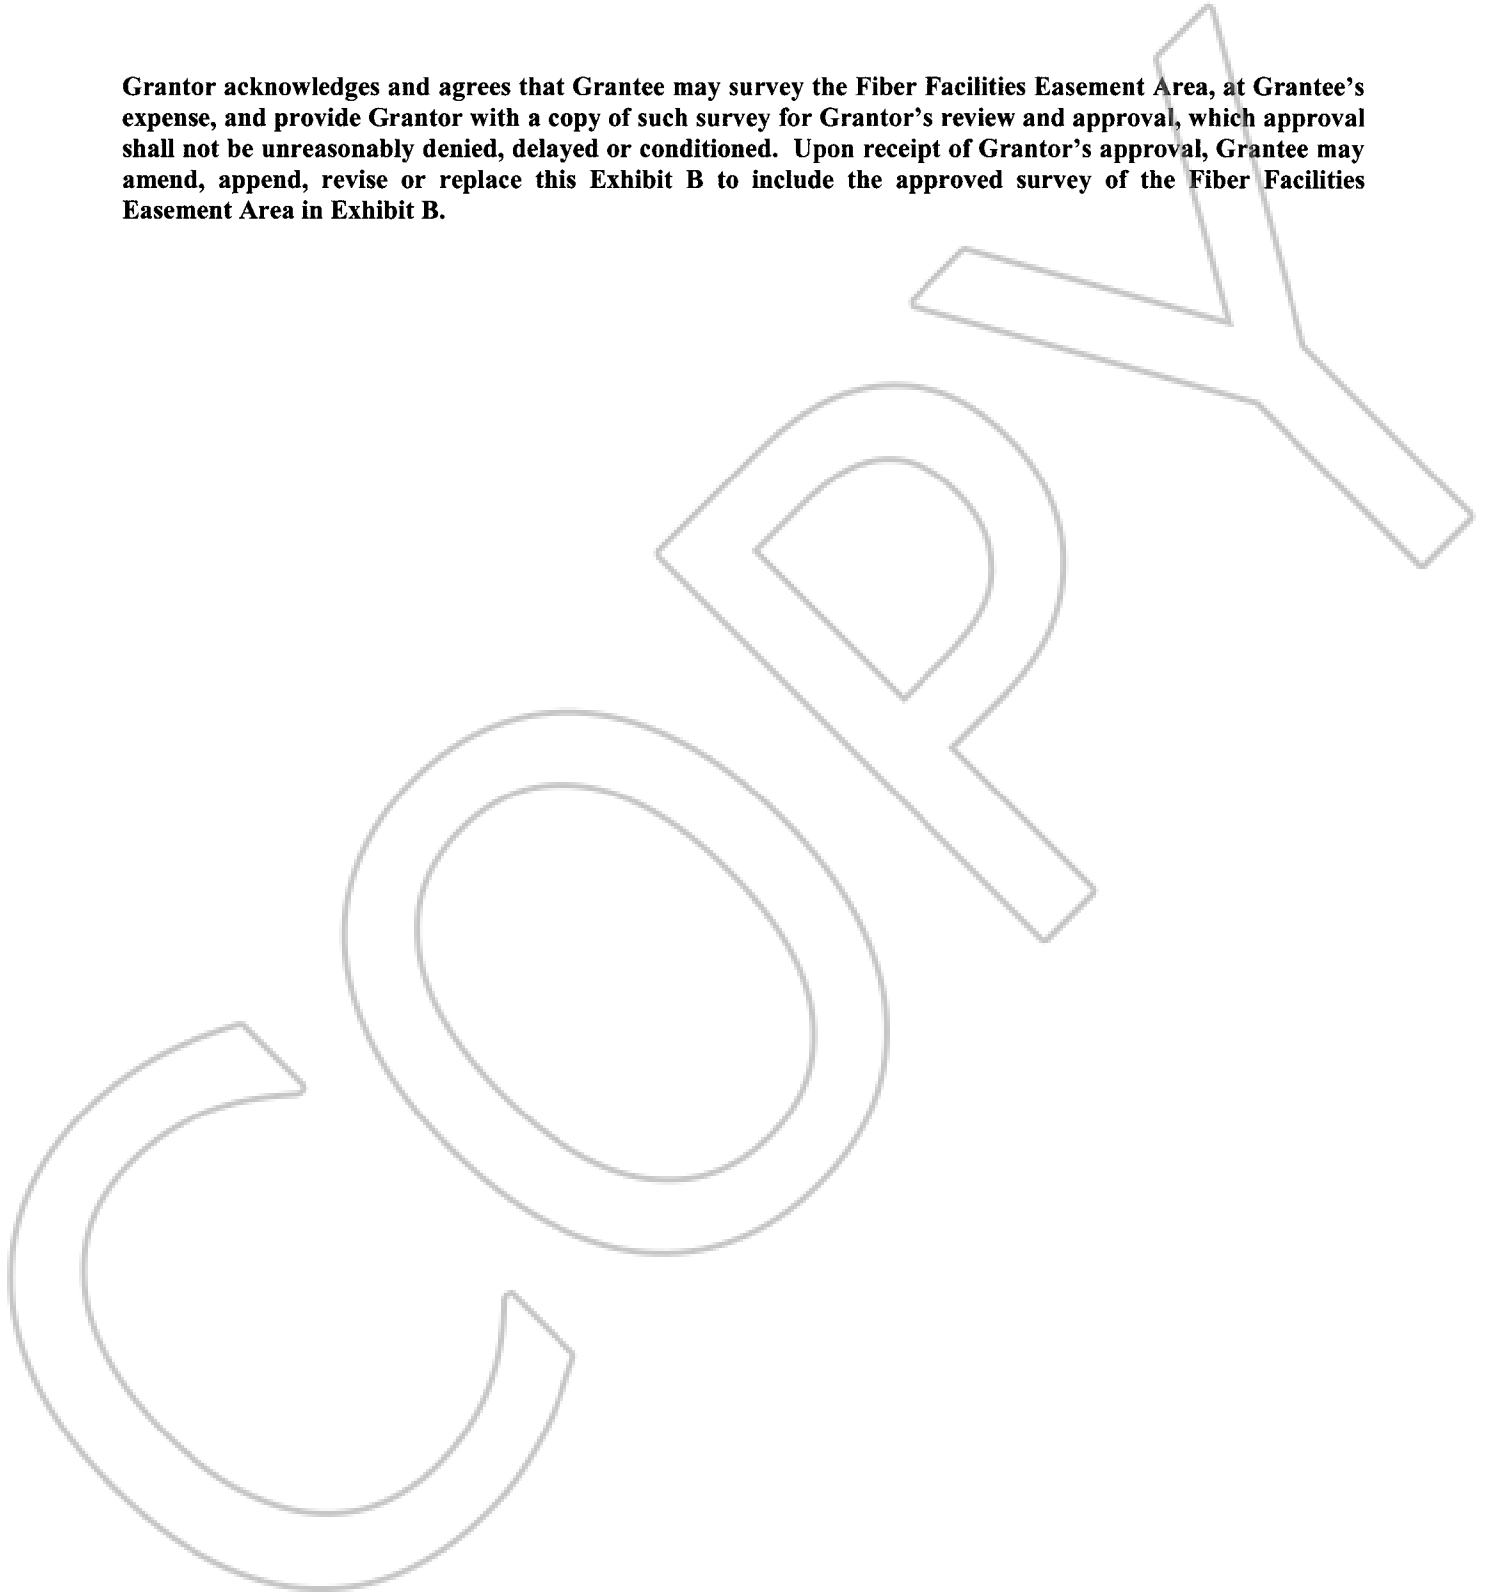 Grantor acknowledges and agrees that Grantee may survey the Fiber Facilities Easement Area, at Grantee’s
expense, and provide Grantor with a copy of such survey for Grantor’s review and approval, which approval
shall not be unreasonably denied, delayed or conditioned.  Upon receipt of Grantor’s approval, Grantee may
amend, append, revise or replace this Exhibit B to include the approved survey of the Fiber Facilities
Easement Area in Exhibit B.
COPY